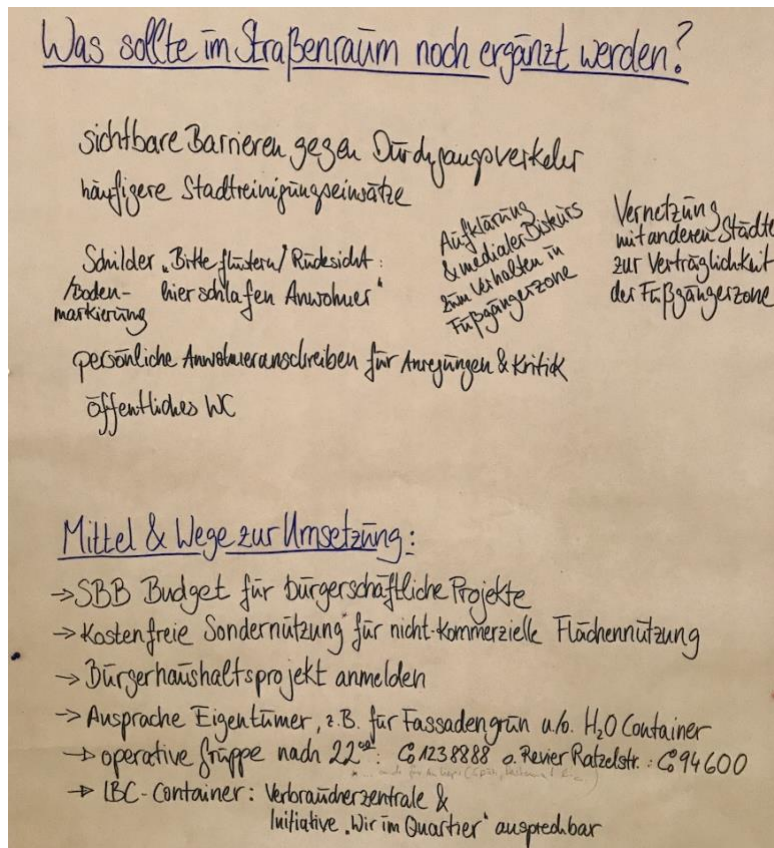 Was sollte im Straßenraum noch ergänzt werden?
sichtbare Barrieren gegen Durchgangsverkehr
häufigere Stadtreinigungseinsätze
Schilder „Bitte flüstern/Rücksicht:
/Boden- hier schlafen Anwohner“
markierung
Aufklärung
& medialer Diskurs
zum Verhalten in
Fußgängerzone
Vernetzung
mit anderen Städte
zur Verträglichkeit
der Fußgängerzone
persönliche Anwohneranschreiben für Anregungen & Kritik
öffentliches WC
Mittel & Wege zur Umsetzung:
→ SBB Budget für bürgerschaftliche Projekte
→ Kostenfreie Sondernutzung für nicht-kommerzielle Flächennutzung
→ Bürgerhaushaltsprojekt anmelden
→ Ansprache Eigentümer, z.B. für Fassadengrün u/o. H₂O Container
→ operative Gruppe nach 22⁰⁰: 1238888 o. Revier Ratzelstr.: 94600
→ IBC-Container: Verbraucherzentrale &
Initiative „Wir im Quartier“ ansprechbar